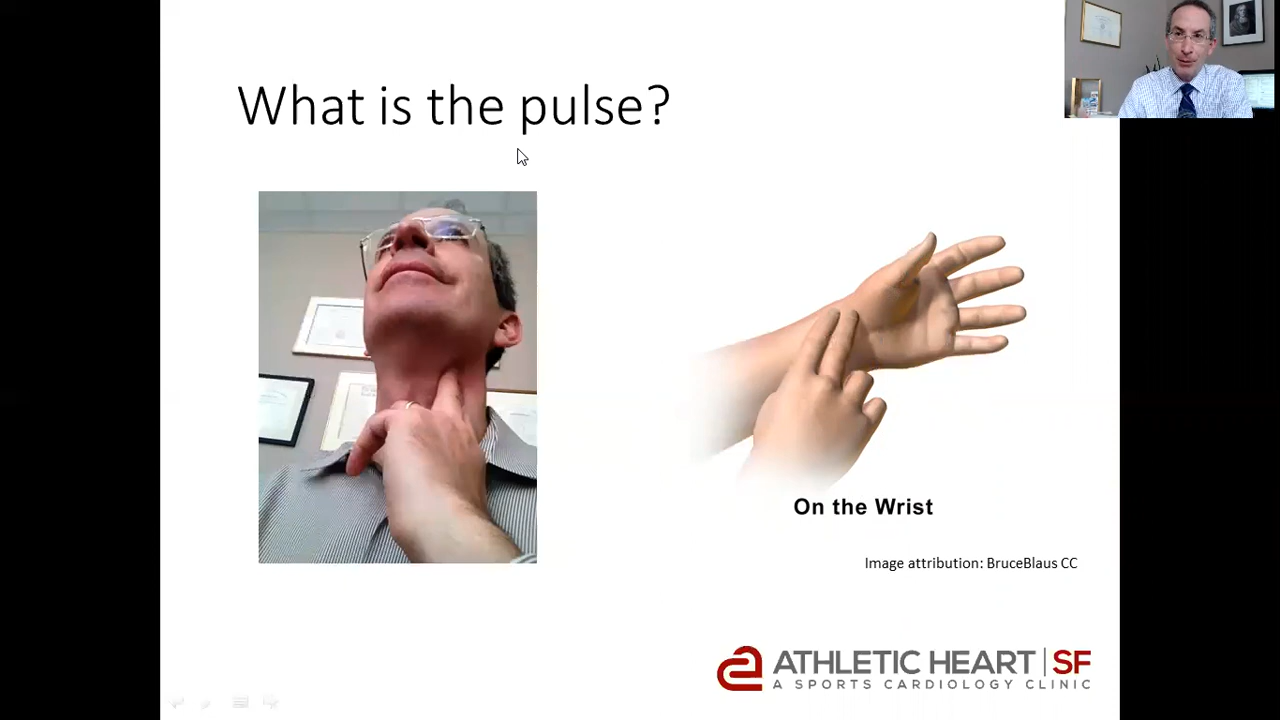 What is the pulse?
On the Wrist
Image attribution: BruceBlaus CC
ATHLETIC HEART | SF
A SPORTS CARDIOLOGY CLINIC